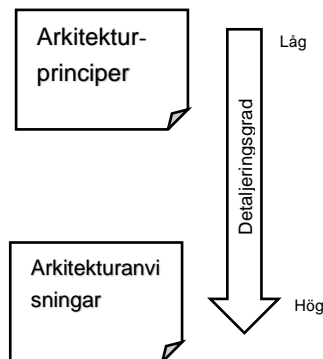 Arkitektur-
principer
Låg
Detaljeringsgrad
Arkitekturanvi
sningar
Hög